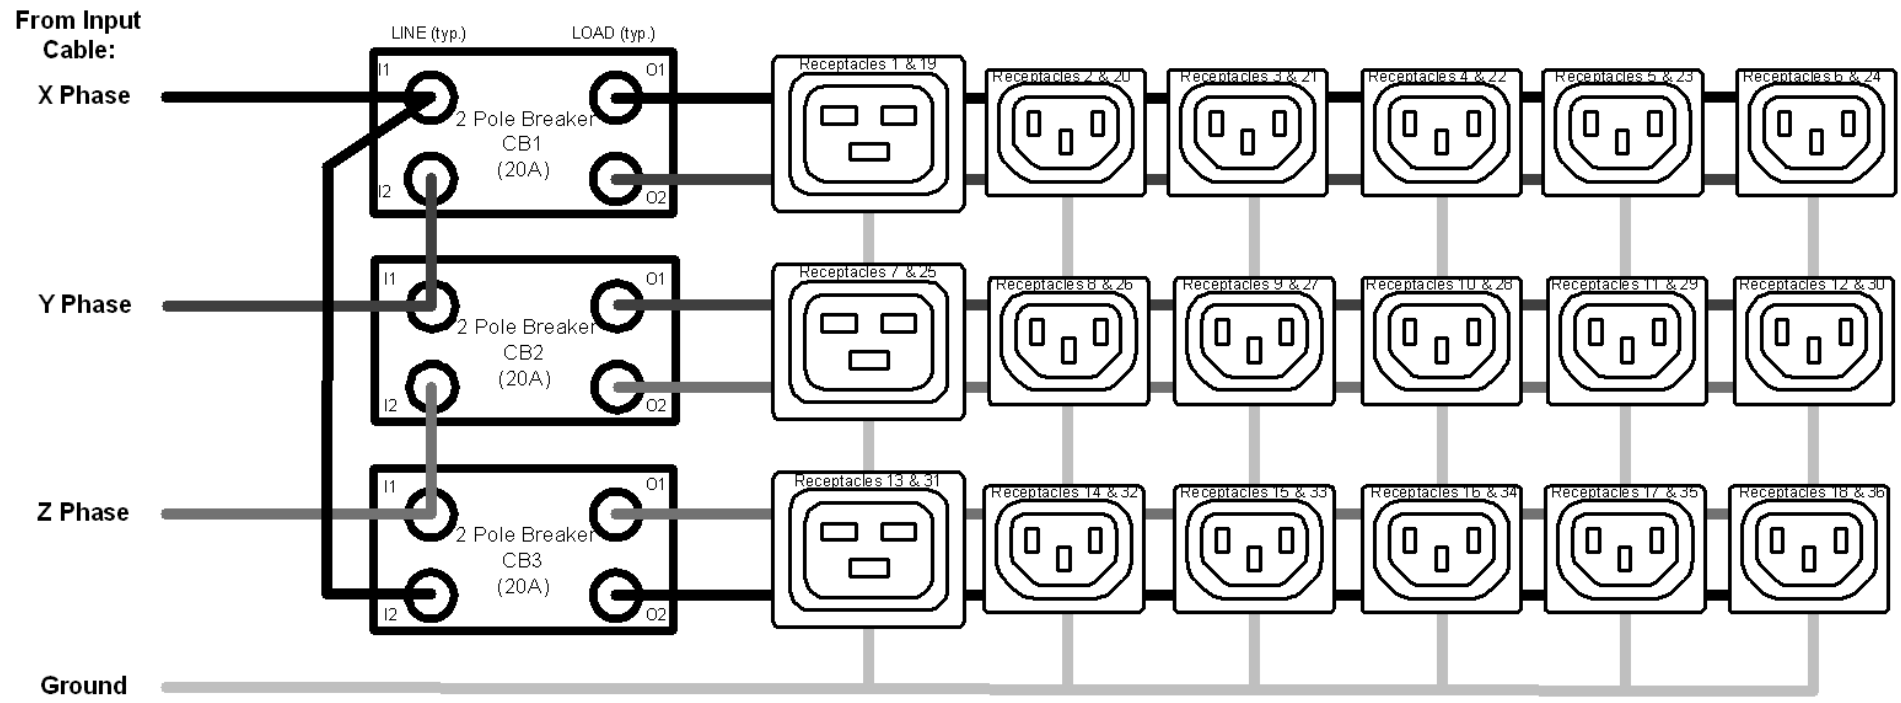 From Input
Cable:
LINE (typ.)
LOAD (typ.)
X Phase
I1
O1
2 Pole Breaker
CB1
(20A)
I2
O2
Receptacles 1 & 19
Receptacles 2 & 20
Receptacles 3 & 21
Receptacles 4 & 22
Receptacles 5 & 23
Receptacles 6 & 24
Y Phase
I1
O1
2 Pole Breaker
CB2
(20A)
I2
O2
Receptacles 7 & 25
Receptacles 8 & 26
Receptacles 9 & 27
Receptacles 10 & 28
Receptacles 11 & 29
Receptacles 12 & 30
Z Phase
I1
O1
2 Pole Breaker
CB3
(20A)
I2
O2
Receptacles 13 & 31
Receptacles 14 & 32
Receptacles 15 & 33
Receptacles 16 & 34
Receptacles 17 & 35
Receptacles 18 & 36
Ground